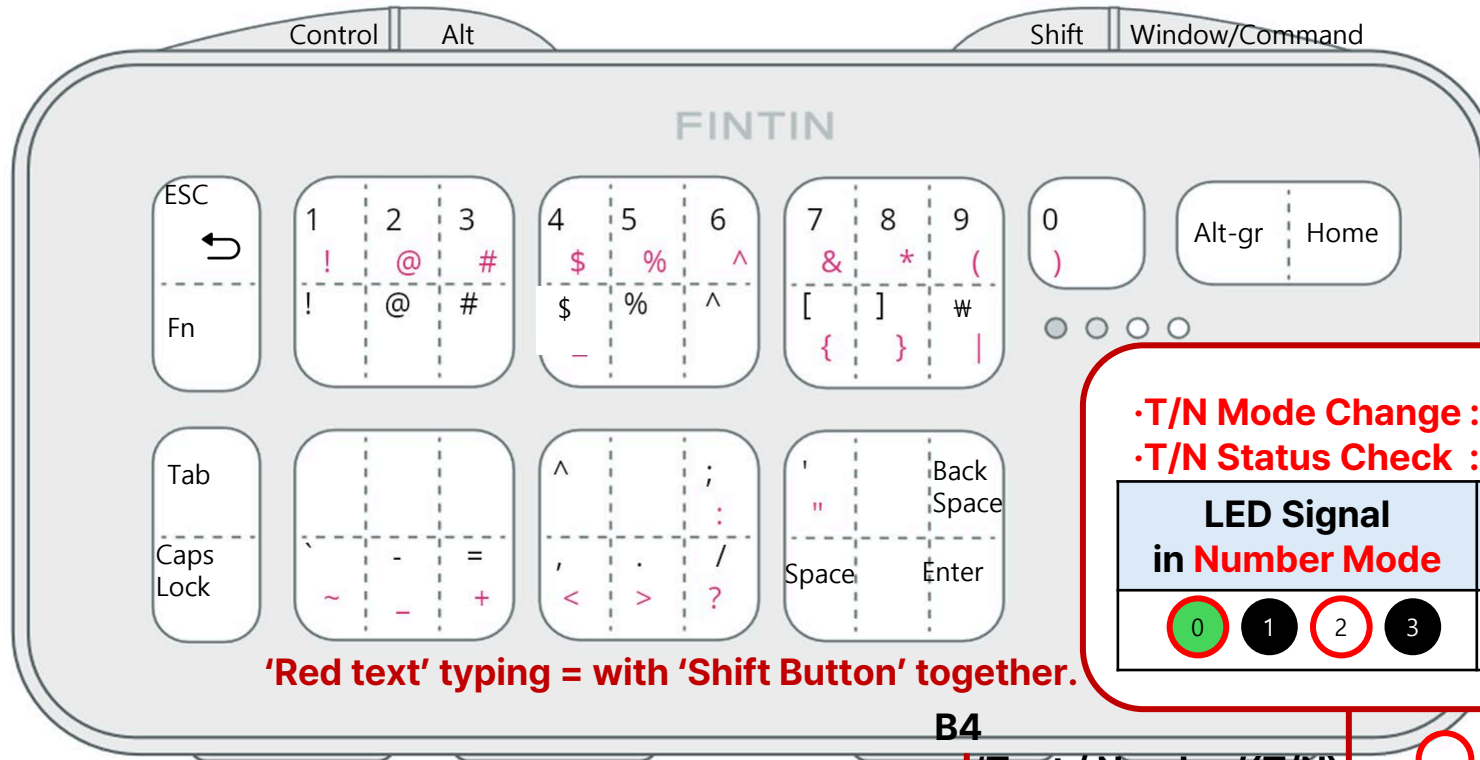 Control Alt Shift Window/Command
FINTIN
ESC
Fn
1 2 3
! @ #
! @ #
4 5 6
$ % ^
$ % ^
_
7 8 9
& * (
[ ] ₩
{ } |
0
)
Alt-gr Home
Tab
Caps
Lock
` - =
~ _ +
^ ;
:
, . /
< > ?
' Back
" Space
Space Enter
·T/N Mode Change :
·T/N Status Check :
LED Signal
in Number Mode
0 1 2 3
'Red text' typing = with 'Shift Button' together.
B4